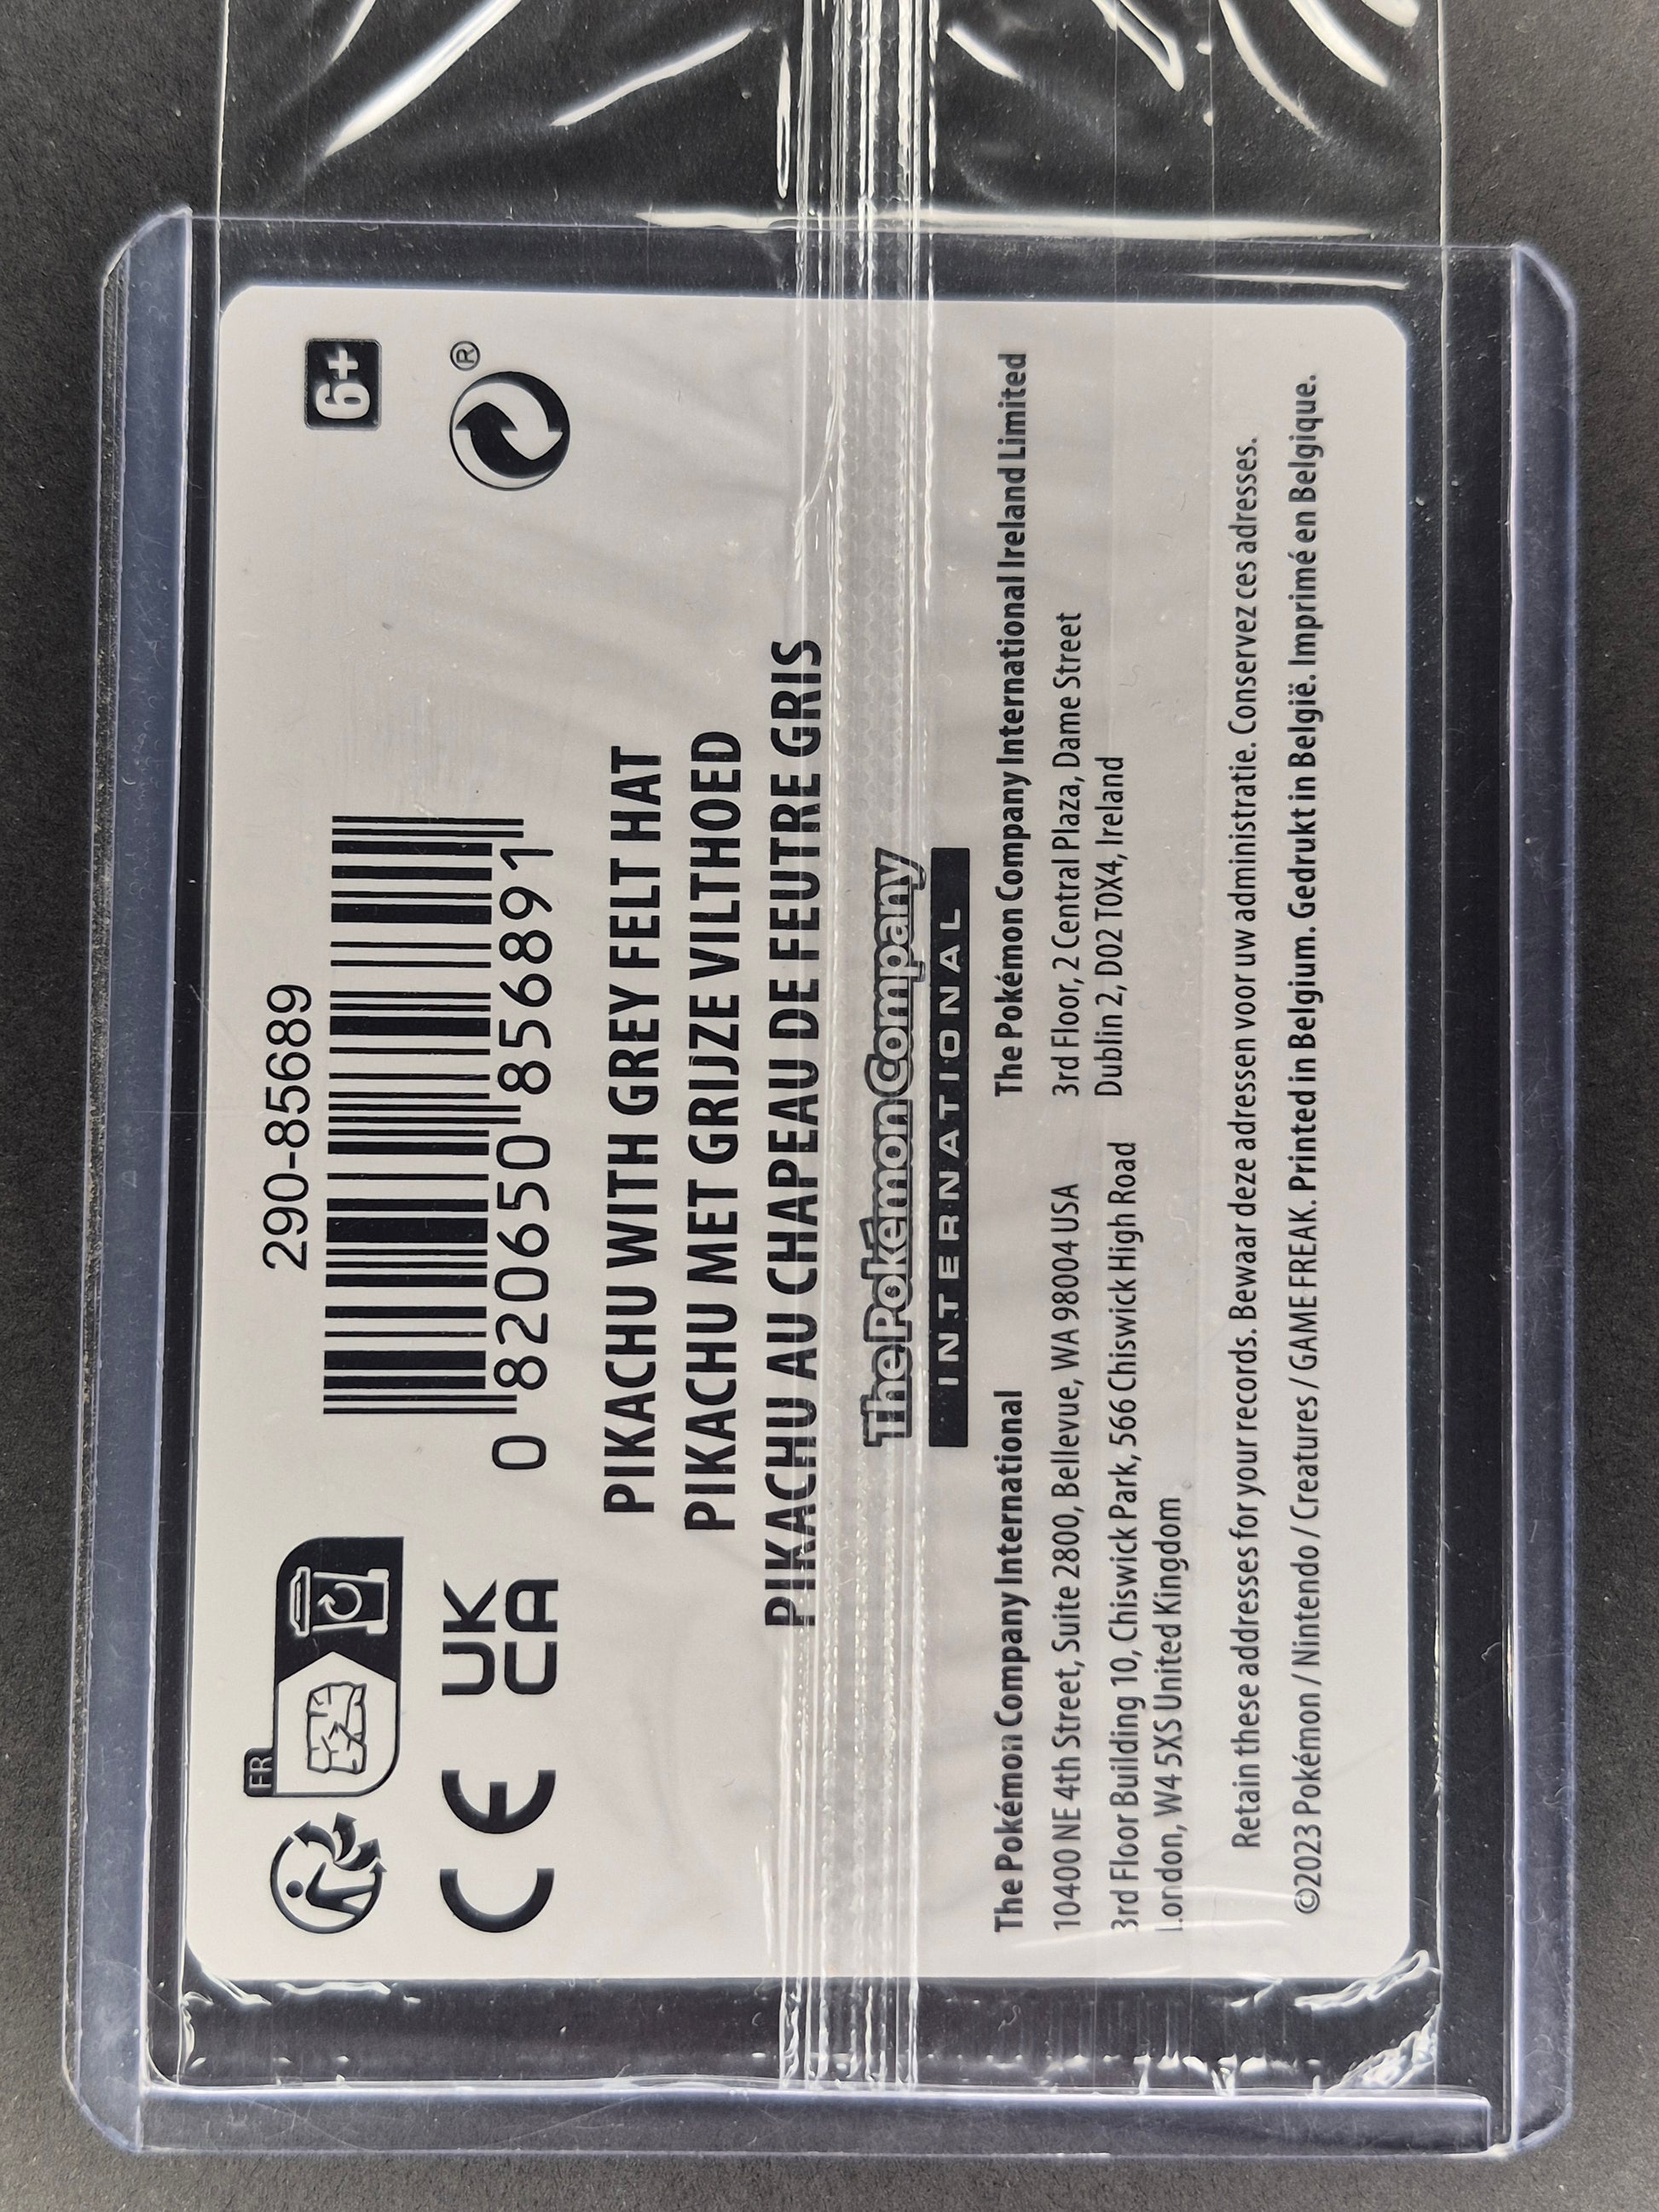 290-85689
0 82065085689 1
FR
CE
UK
CA
6+
®
PIKACHU WITH GREY FELT HAT
PIKACHU MET GRIJZE VILTHOED
PIKACHU AU CHAPEAU DE FEUTRE GRIS
The Pokémon Company
INTERNATIONAL
The Pokémon Company International
10400 NE 4th Street, Suite 2800, Bellevue, WA 98004 USA
3rd Floor Building 10, Chiswick Park, 566 Chiswick High Road
London, W4 5XS United Kingdom
The Pokémon Company International Ireland Limited
3rd Floor, 2 Central Plaza, Dame Street
Dublin 2, D02 T0X4, Ireland
Retain these addresses for your records. Bewaar deze adressen voor uw administratie. Conservez ces adresses.
©2023 Pokémon / Nintendo / Creatures / GAME FREAK. Printed in Belgium. Gedrukt in België. Imprimé en Belgique.